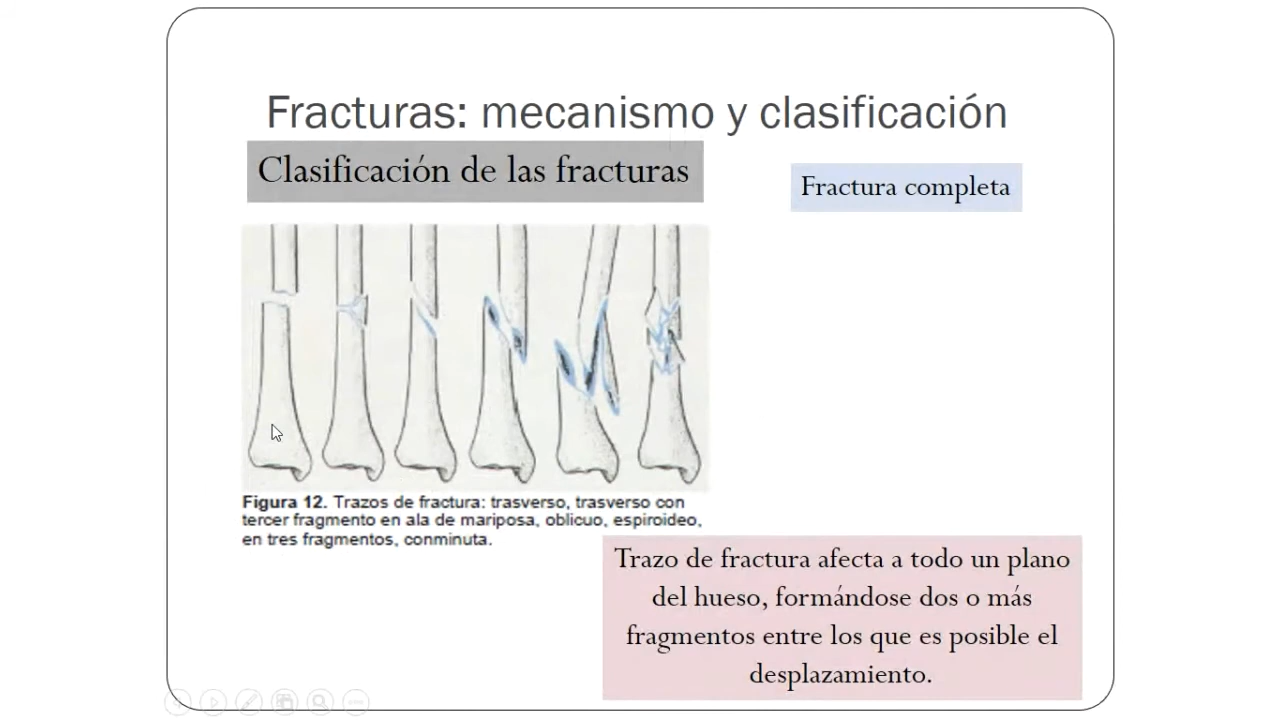 Fracturas: mecanismo y clasificación
Clasificación de las fracturas
Fractura completa
Figura 12. Trazos de fractura: trasverso, trasverso con
tercer fragmento en ala de mariposa, oblicuo, espiroideo,
en tres fragmentos, conminuta.
Trazo de fractura afecta a todo un plano
del hueso, formándose dos o más
fragmentos entre los que es posible el
desplazamiento.